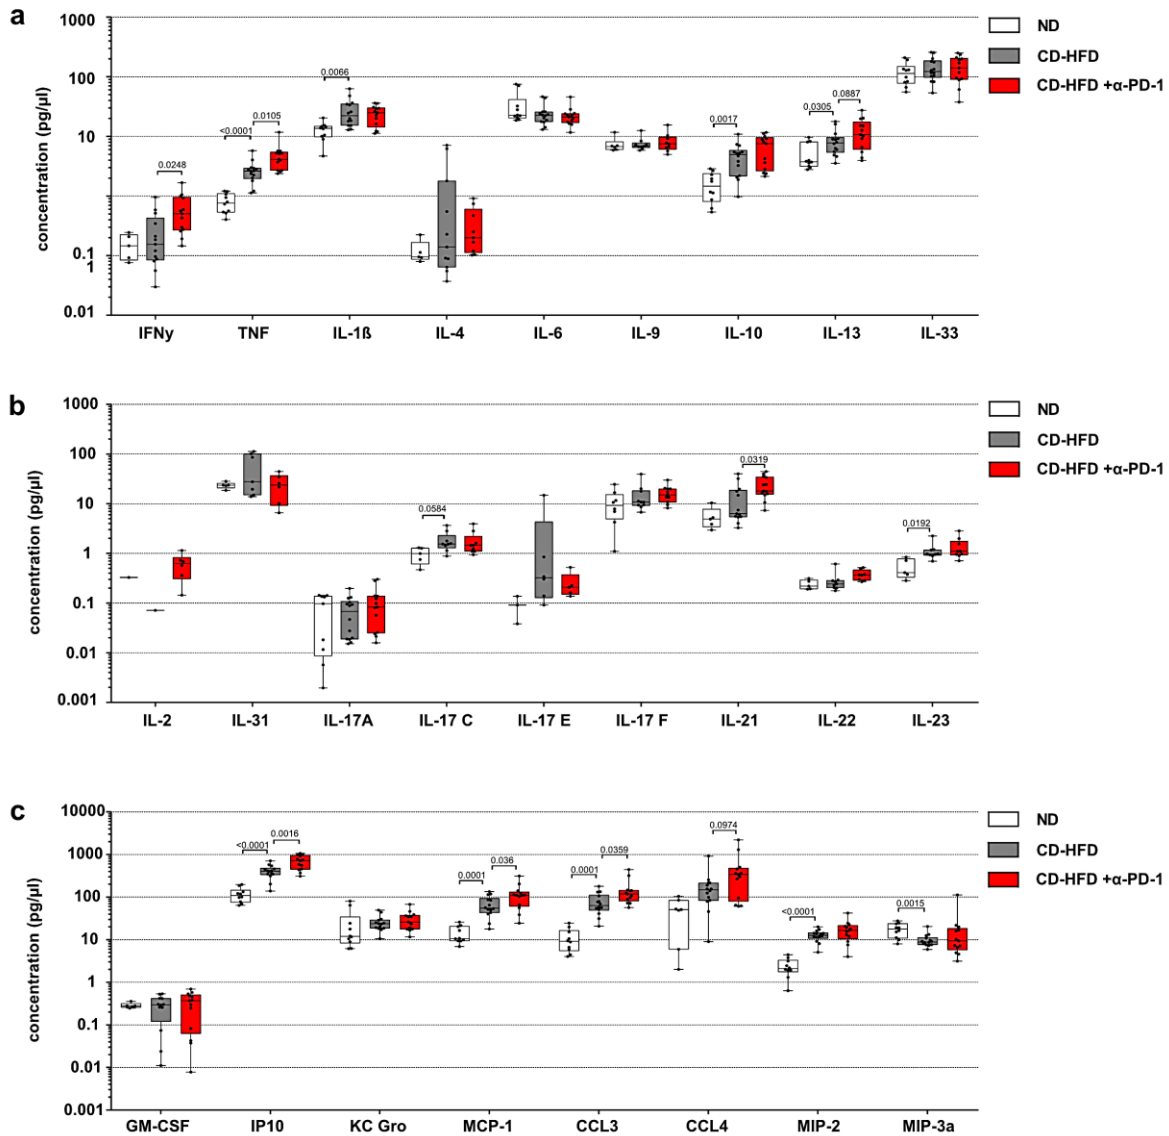 a
1000
100
10
1
0.1
0.01
concentration (pg/µl)
0.0248
<0.0001
0.0105
0.0066
0.0017
0.0305
0.0887
IFNy
TNF
IL-1ß
IL-4
IL-6
IL-9
IL-10
IL-13
IL-33
ND
CD-HFD
CD-HFD +α-PD-1
b
1000
100
10
1
0.1
0.01
0.001
concentration (pg/µl)
0.0584
0.0319
0.0192
IL-2
IL-31
IL-17A
IL-17 C
IL-17 E
IL-17 F
IL-21
IL-22
IL-23
ND
CD-HFD
CD-HFD +α-PD-1
c
10000
1000
100
10
1
0.1
0.01
0.001
concentration (pg/µl)
<0.0001
0.0016
0.0001
0.036
0.0001
0.0359
0.0974
<0.0001
0.0015
GM-CSF
IP10
KC Gro
MCP-1
CCL3
CCL4
MIP-2
MIP-3a
ND
CD-HFD
CD-HFD +α-PD-1